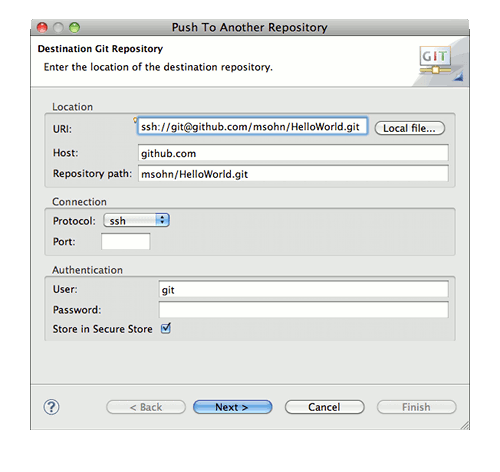 Push To Another Repository
Destination Git Repository
Enter the location of the destination repository.
GIT
Location
URI: ssh://git@github.com/msohn/HelloWorld.git Local file...
Host: github.com
Repository path: msohn/HelloWorld.git
Connection
Protocol: ssh
Port:
Authentication
User: git
Password:
Store in Secure Store
? < Back Next > Cancel Finish